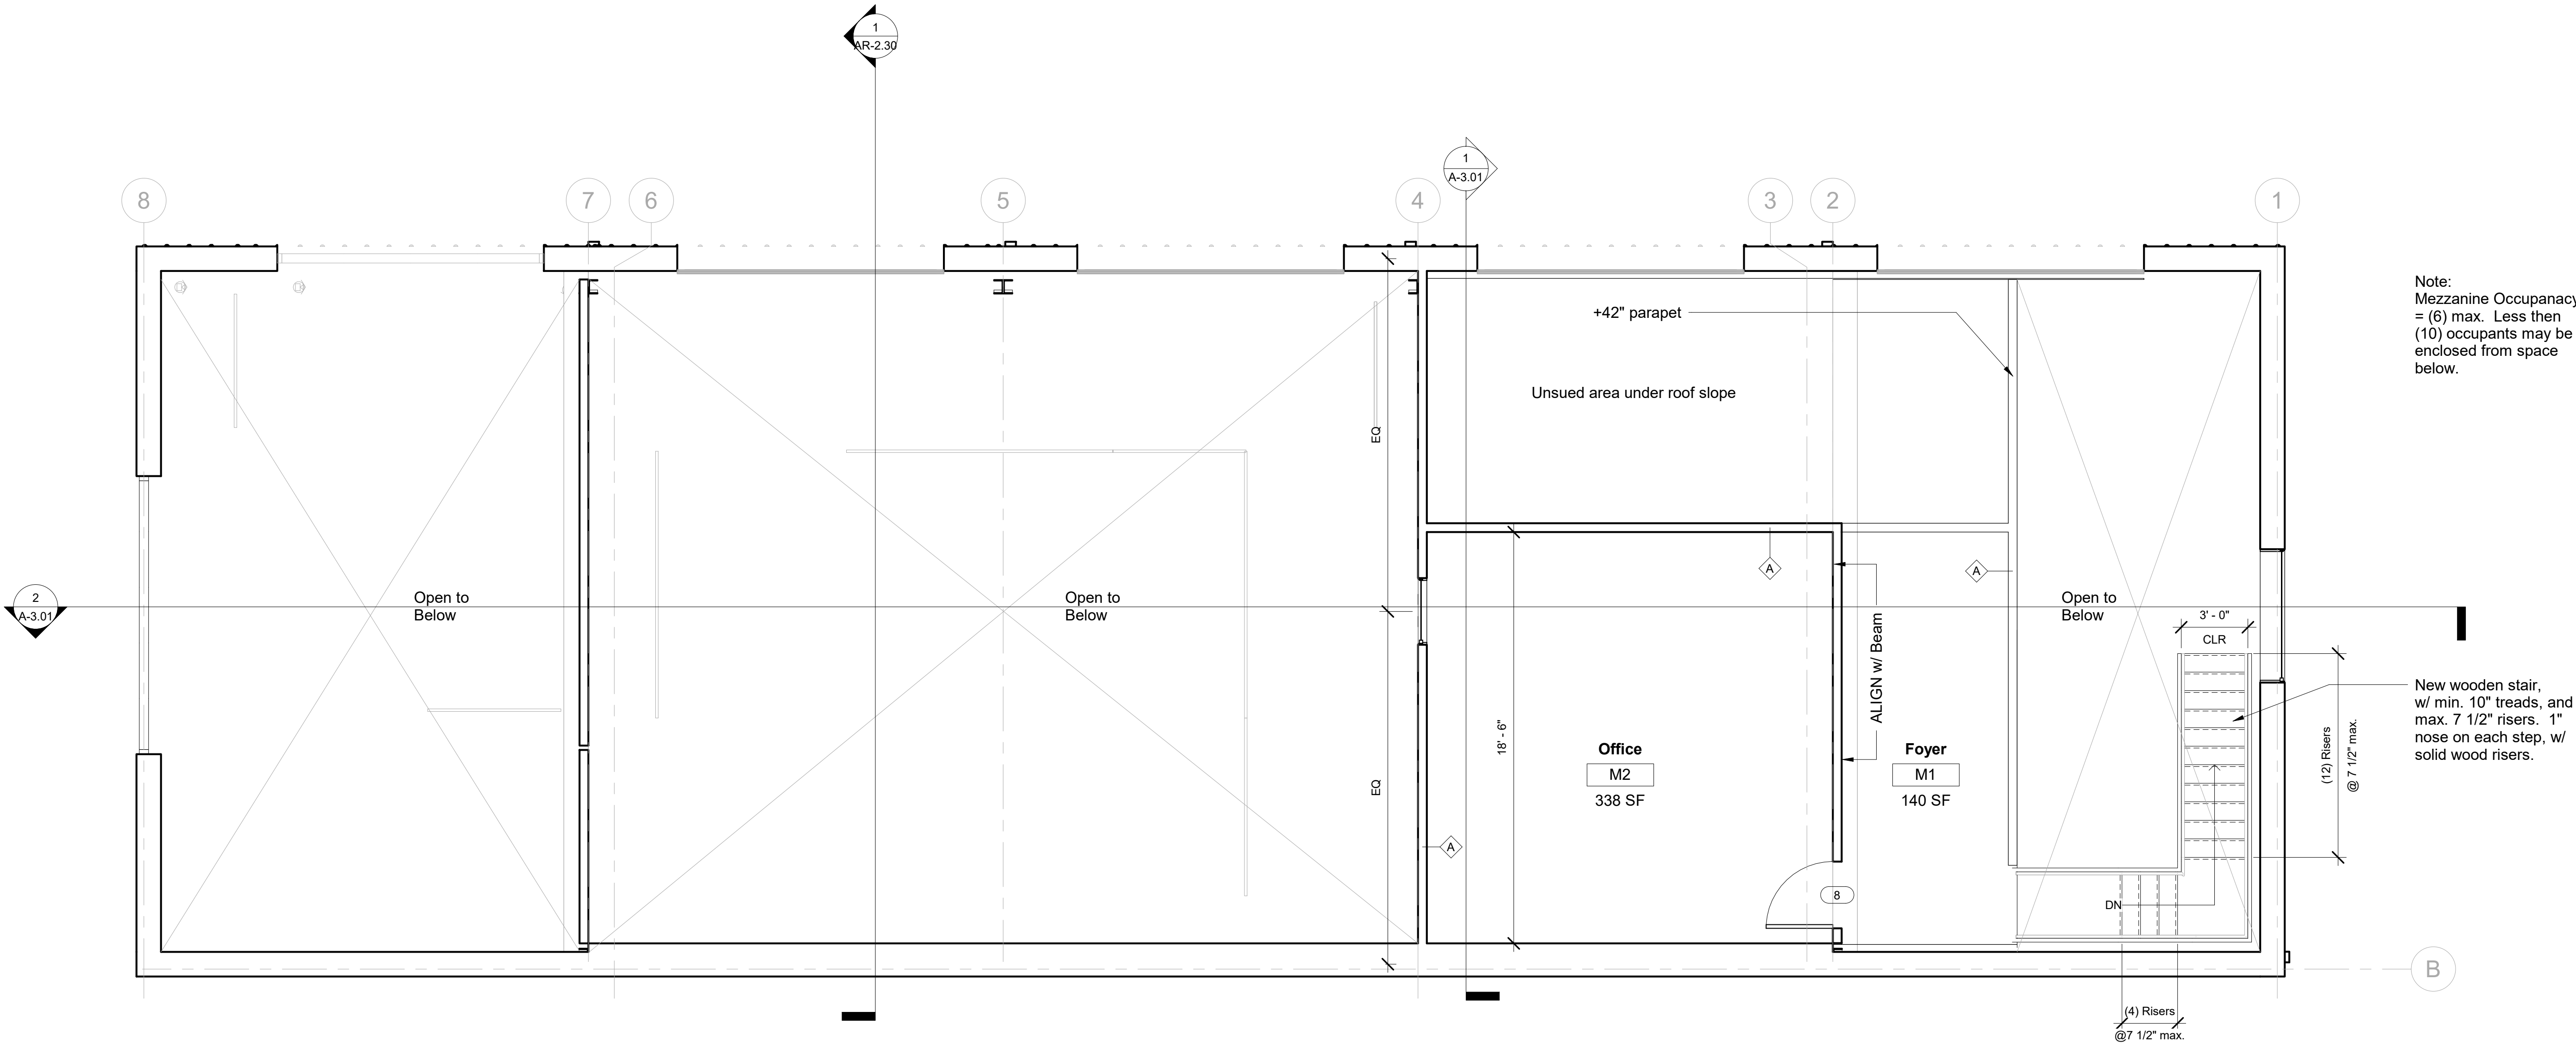 1
AR-2.30
1
A-3.01
8
7
6
5
4
3
2
1
Note:
Mezzanine Occupanacy
= (6) max. Less then
(10) occupants may be
enclosed from space
below.
+42" parapet
Unsued area under roof slope
EQ
A
A
2
A-3.01
Open to
Below
Open to
Below
Open to
Below
3' - 0"
CLR
ALIGN w/ Beam
18' - 6"
New wooden stair,
w/ min. 10" treads, and
max. 7 1/2" risers. 1"
nose on each step, w/
solid wood risers.
(12) Risers
@ 7 1/2" max.
Office
M2
338 SF
Foyer
M1
140 SF
EQ
A
8
DN
B
(4) Risers
@7 1/2" max.